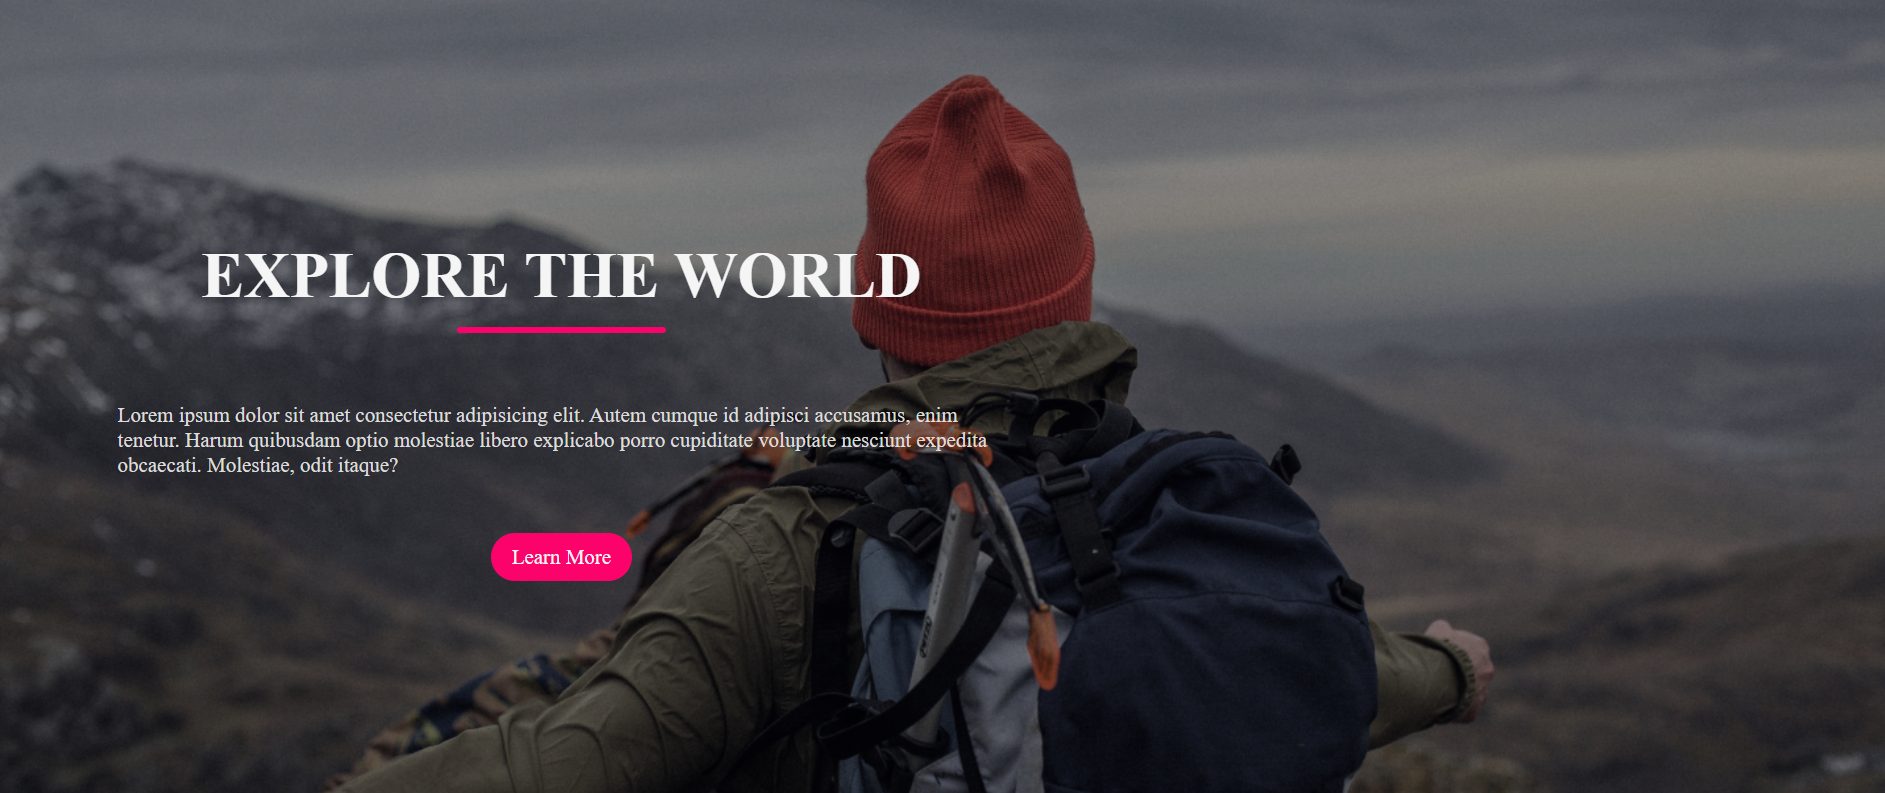 EXPLORE THE WORLD
Lorem ipsum dolor sit amet consectetur adipisicing elit. Autem cumque id adipisci accusamus, enim
tenetur. Harum quibusdam optio molestiae libero explicabo porro cupiditate voluptate nesciunt expedita
obcaecati. Molestiae, odit itaque?
Learn More